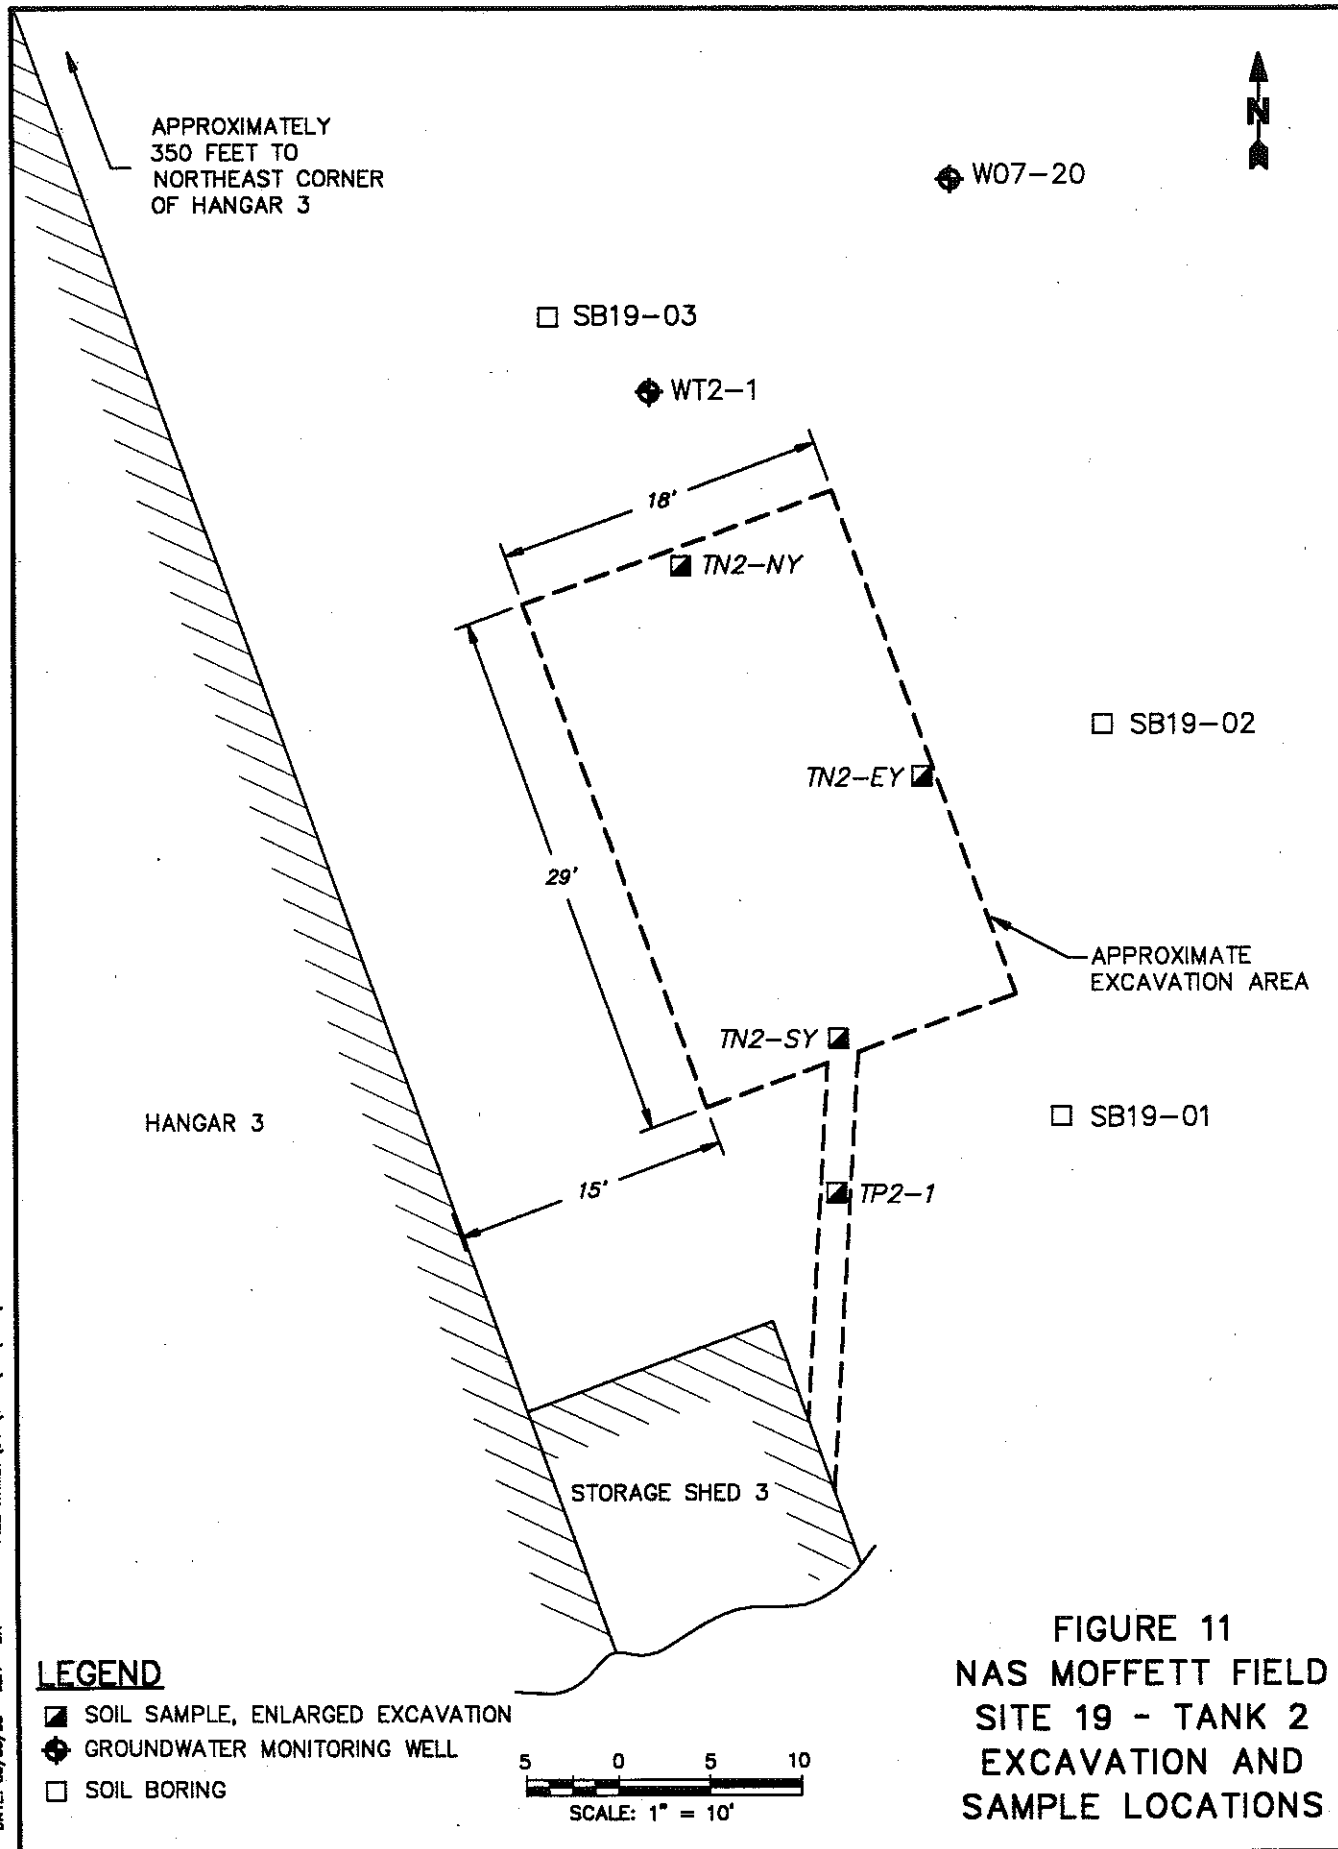 APPROXIMATELY
350 FEET TO
NORTHEAST CORNER
OF HANGAR 3
N
W07-20
SB19-03
WT2-1
18'
TN2-NY
SB19-02
TN2-EY
29'
APPROXIMATE
EXCAVATION AREA
TN2-SY
HANGAR 3
SB19-01
15'
TP2-1
STORAGE SHED 3
LEGEND
SOIL SAMPLE, ENLARGED EXCAVATION
GROUNDWATER MONITORING WELL
SOIL BORING
5 0 5 10
SCALE: 1" = 10'
FIGURE 11
NAS MOFFETT FIELD
SITE 19 - TANK 2
EXCAVATION AND
SAMPLE LOCATIONS